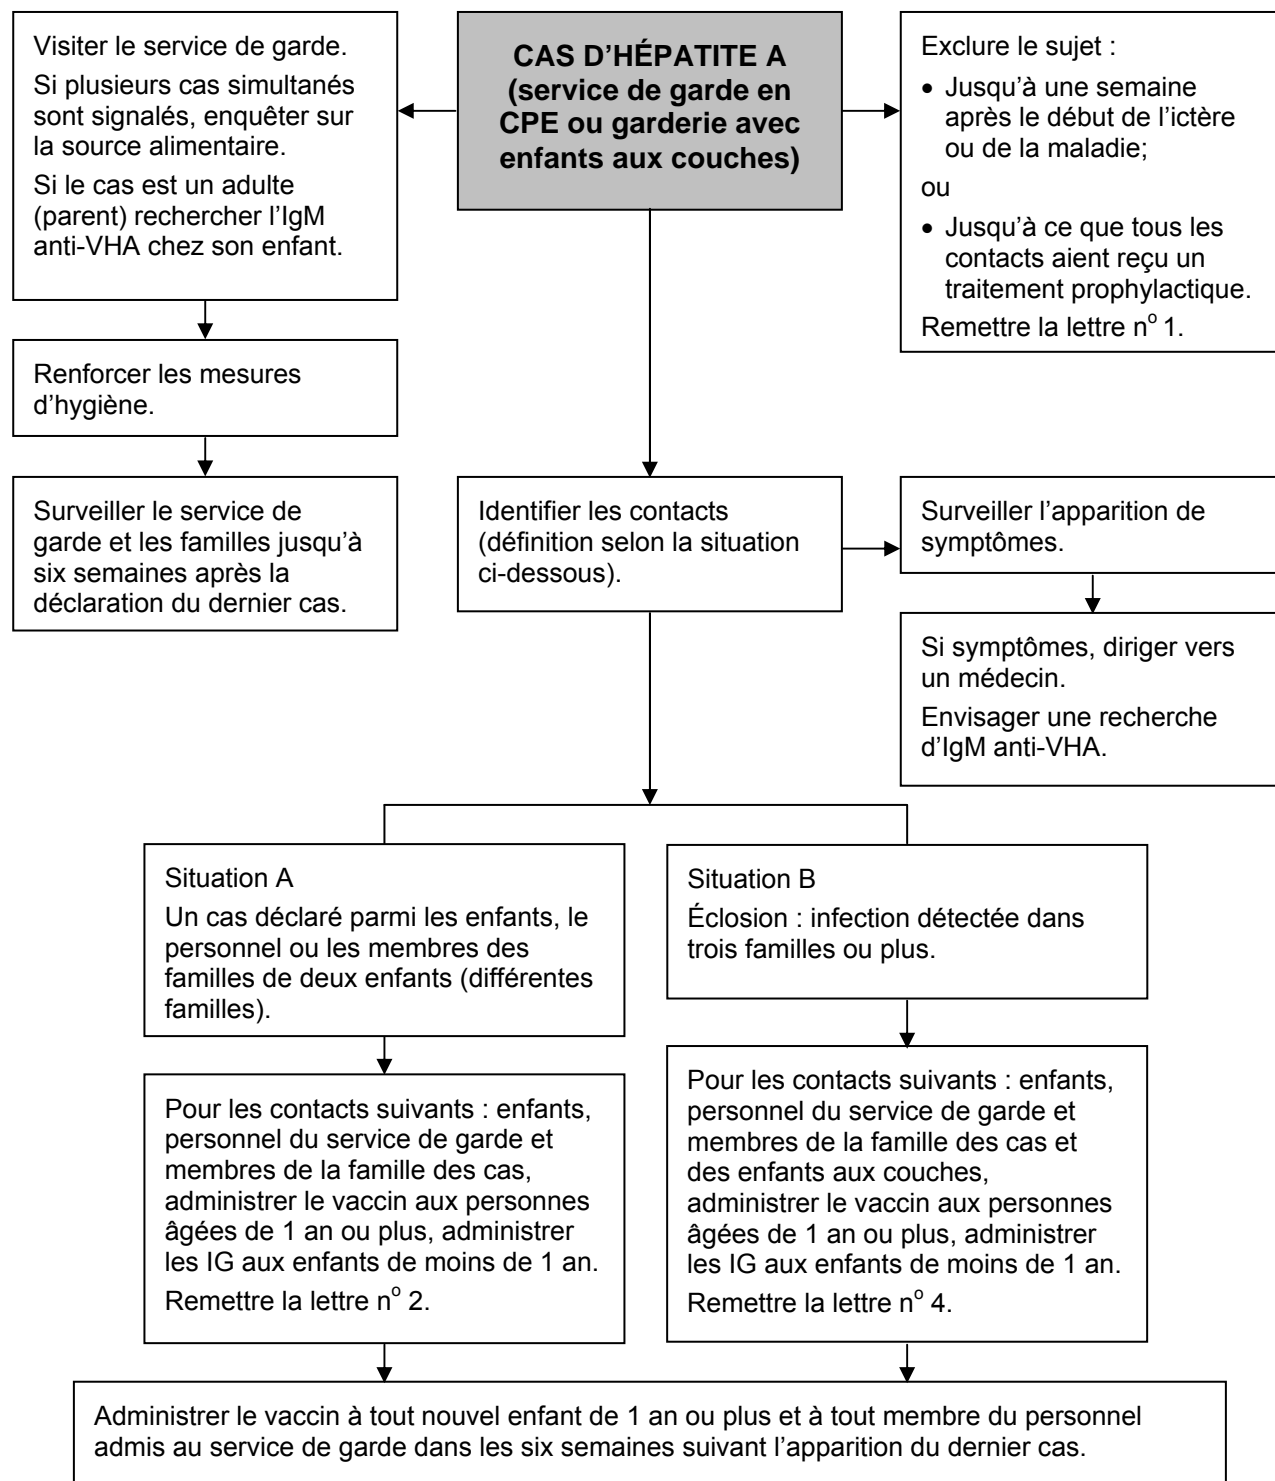 Visiter le service de garde.
Si plusieurs cas simultanés
sont signalés, enquêter sur
la source alimentaire.
Si le cas est un adulte
(parent) rechercher l’IgM
anti-VHA chez son enfant.
CAS D’HÉPATITE A
(service de garde en
CPE ou garderie avec
enfants aux couches)
Exclure le sujet :
• Jusqu’à une semaine
après le début de l’ictère
ou de la maladie;
ou
• Jusqu’à ce que tous les
contacts aient reçu un
traitement prophylactique.
Remettre la lettre nº 1.
Renforcer les mesures
d’hygiène.
Surveiller le service de
garde et les familles jusqu’à
six semaines après la
déclaration du dernier cas.
Identifier les contacts
(définition selon la situation
ci-dessous).
Surveiller l’apparition de
symptômes.
Si symptômes, diriger vers
un médecin.
Envisager une recherche
d’IgM anti-VHA.
Situation A
Un cas déclaré parmi les enfants, le
personnel ou les membres des
familles de deux enfants (différentes
familles).
Situation B
Éclosion : infection détectée dans
trois familles ou plus.
Pour les contacts suivants : enfants,
personnel du service de garde et
membres de la famille des cas,
administrer le vaccin aux personnes
âgées de 1 an ou plus, administrer
les IG aux enfants de moins de 1 an.
Remettre la lettre nº 2.
Pour les contacts suivants : enfants,
personnel du service de garde et
membres de la famille des cas et
des enfants aux couches,
administrer le vaccin aux personnes
âgées de 1 an ou plus, administrer
les IG aux enfants de moins de 1 an.
Remettre la lettre nº 4.
Administrer le vaccin à tout nouvel enfant de 1 an ou plus et à tout membre du personnel
admis au service de garde dans les six semaines suivant l’apparition du dernier cas.